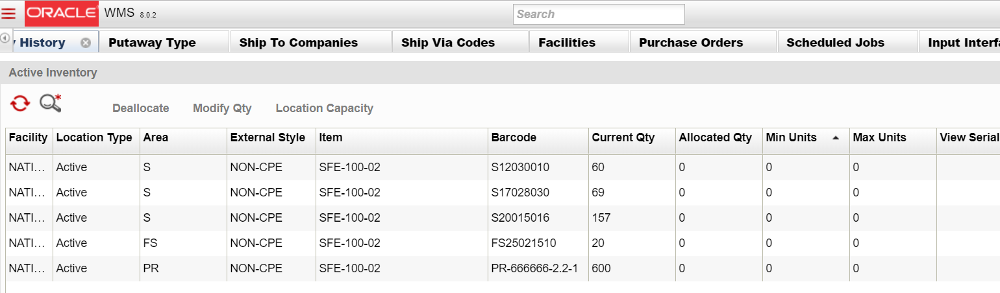 ORACLE WMS 8.0.2 Search
y History Putaway Type Ship To Companies Ship Via Codes Facilities Purchase Orders Scheduled Jobs Input Interfa
Active Inventory
Deallocate Modify Qty Location Capacity
Facility Location Type Area External Style Item Barcode Current Qty Allocated Qty Min Units Max Units View Serial
NATI... Active S NON-CPE SFE-100-02 S12030010 60 0 0 0
NATI... Active S NON-CPE SFE-100-02 S17028030 69 0 0 0
NATI... Active S NON-CPE SFE-100-02 S20015016 157 0 0 0
NATI... Active FS NON-CPE SFE-100-02 FS25021510 20 0 0 0
NATI... Active PR NON-CPE SFE-100-02 PR-666666-2.2-1 600 0 0 0